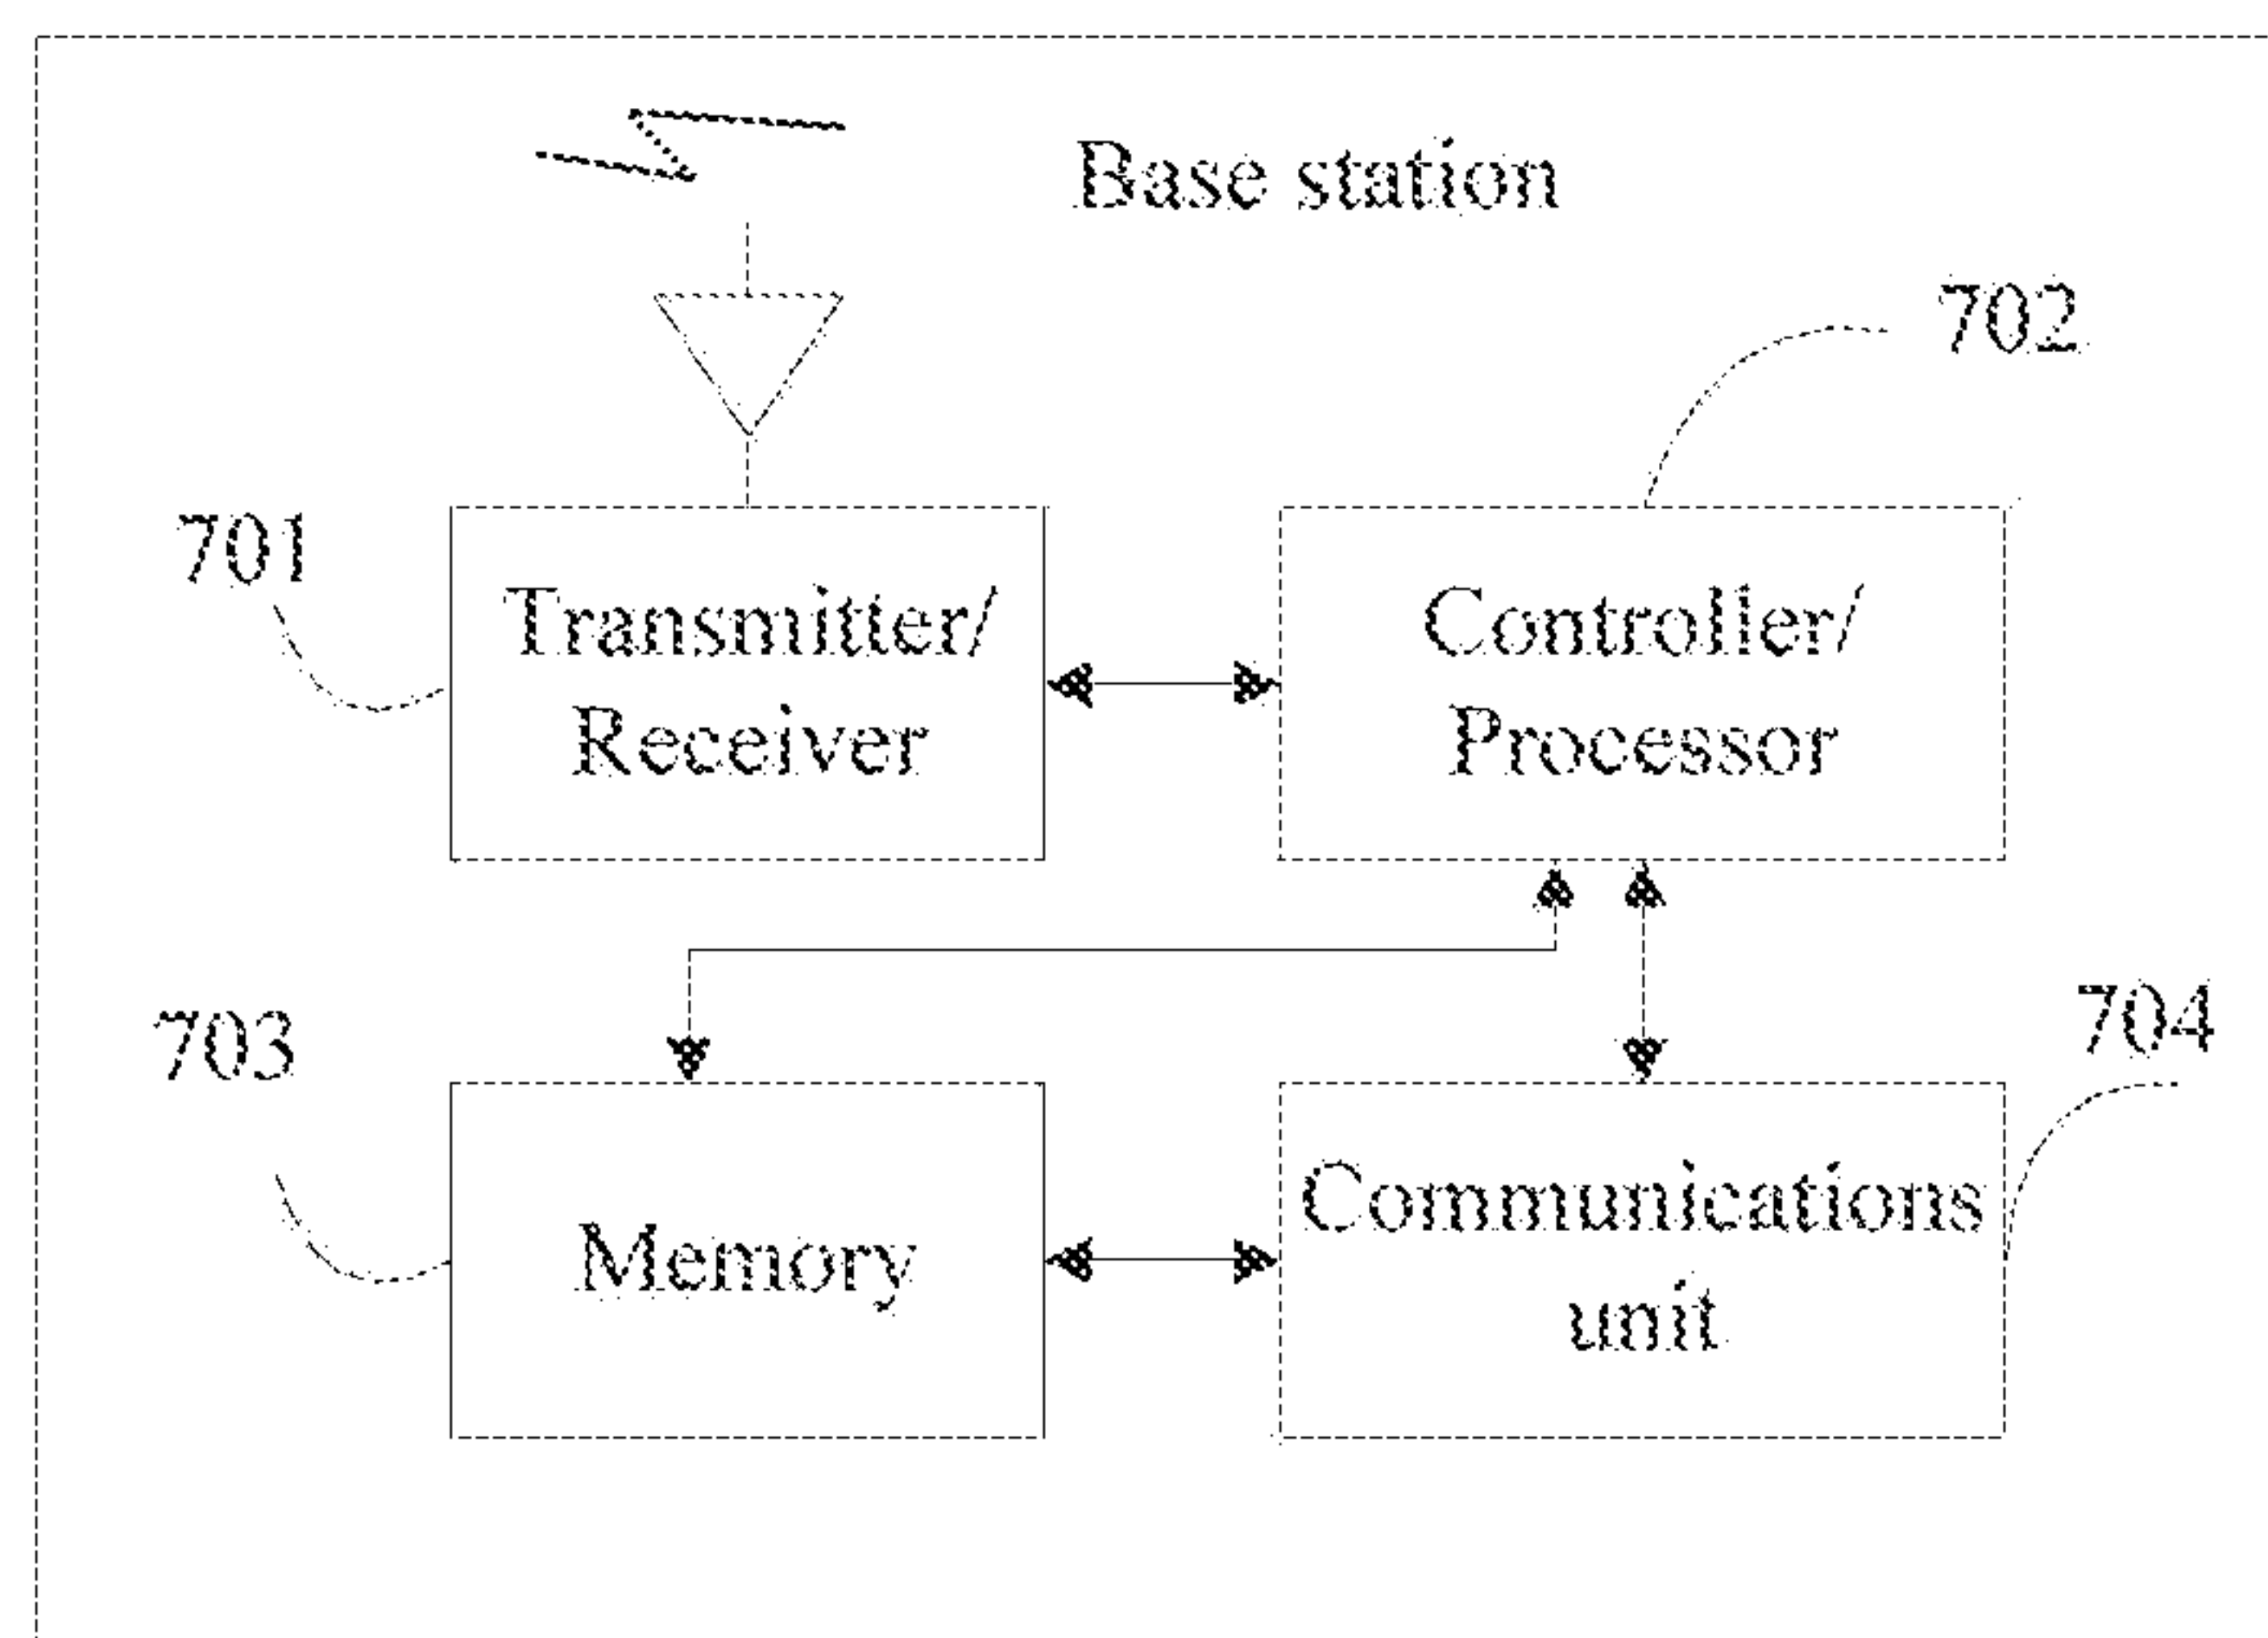 Base station
702
701
Transmitter/
Receiver
Controller/
Processor
703
704
Memory
Communications
unit